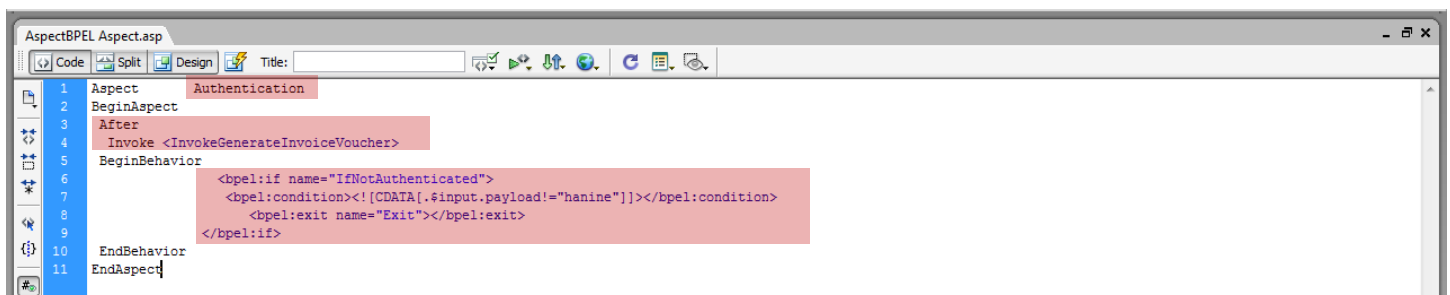 AspectBPEL Aspect.asp
Code Split Design Title:
1 Aspect Authentication
2 BeginAspect
3 After
4 Invoke <InvokeGenerateInvoiceVoucher>
5 BeginBehavior
6 <bpel:if name="IfNotAuthenticated">
7 <bpel:condition><![CDATA[.$input.payload!="hanine"]]></bpel:condition>
8 <bpel:exit name="Exit"></bpel:exit>
9 </bpel:if>
10 EndBehavior
11 EndAspect